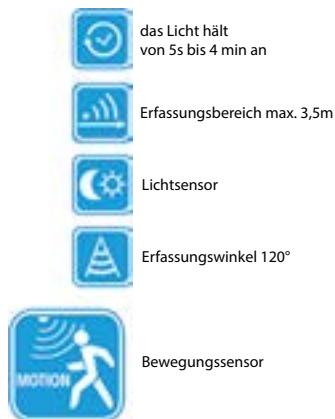 das Licht hält
von 5s bis 4 min an
Erfassungsbereich max. 3,5m
Lichtsensor
Erfassungswinkel 120°
MOTION
Bewegungssensor